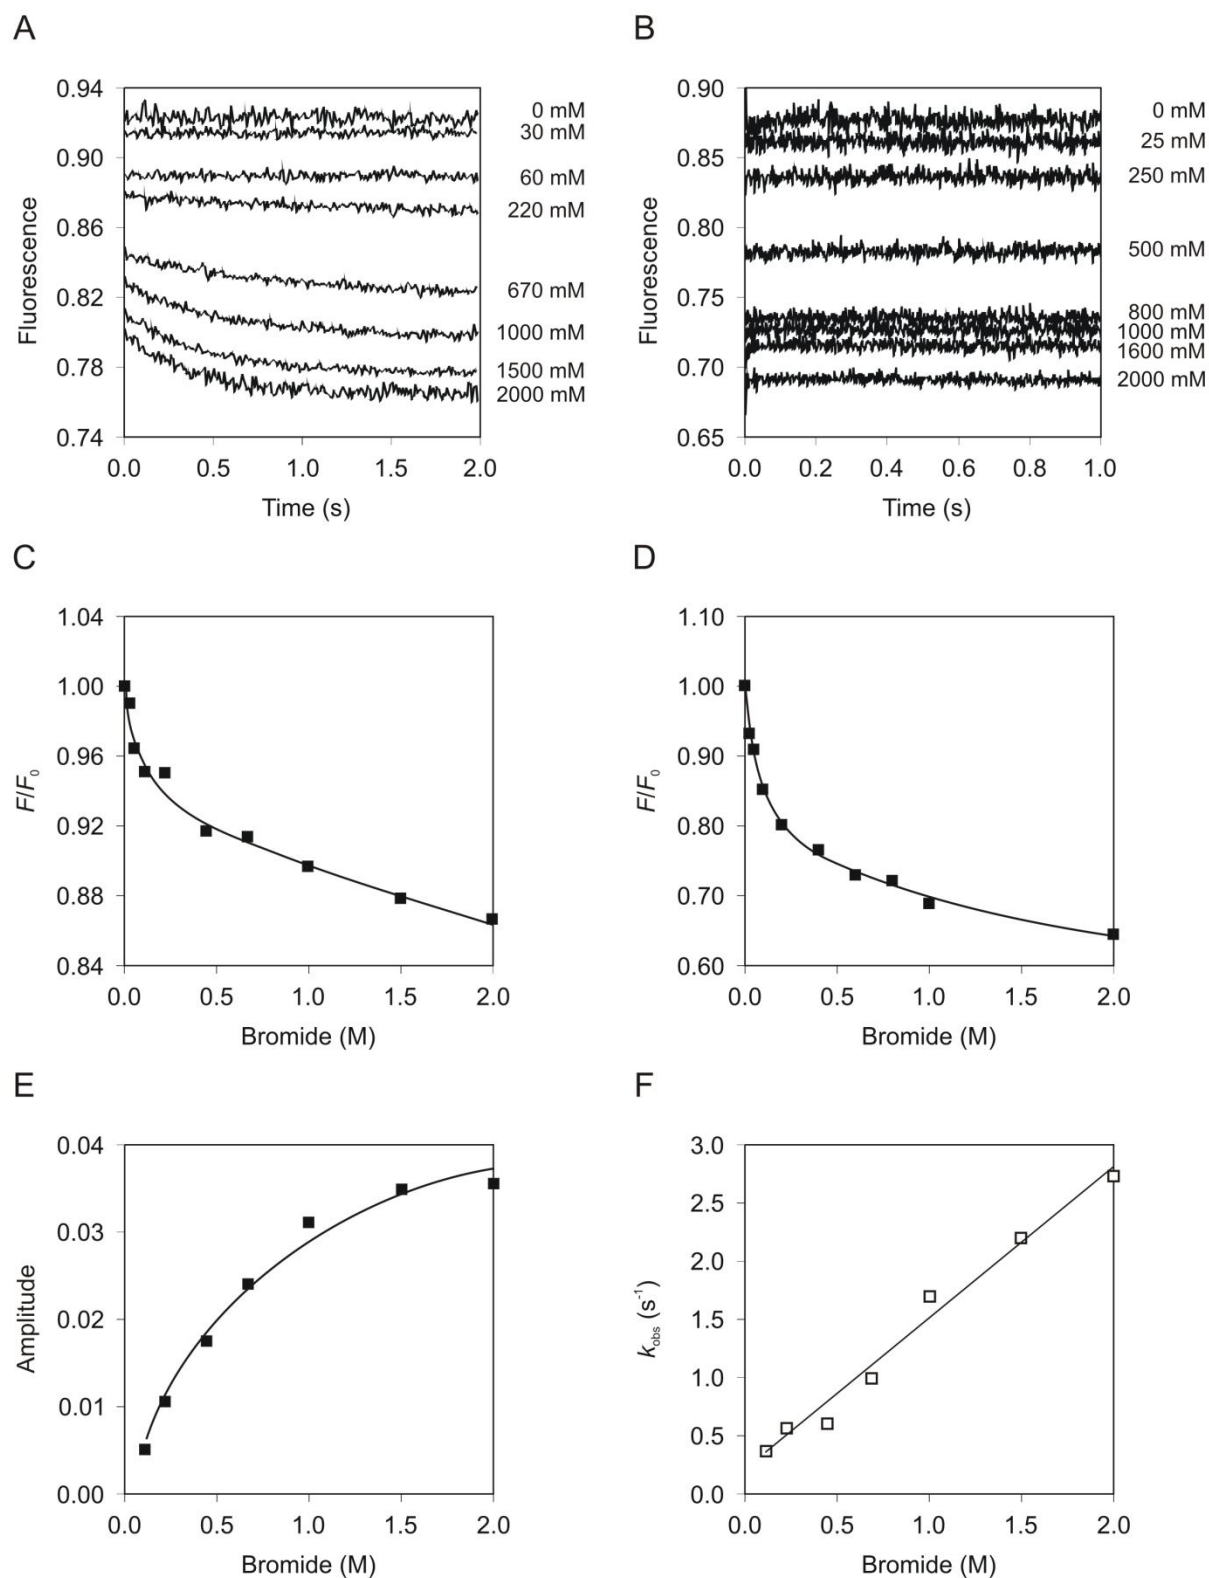 A
Fluorescence
0.94
0.90
0.86
0.82
0.78
0.74
0 mM
30 mM
60 mM
220 mM
670 mM
1000 mM
1500 mM
2000 mM
0.0 0.5 1.0 1.5 2.0
Time (s)
B
Fluorescence
0.90
0.85
0.80
0.75
0.70
0.65
0 mM
25 mM
250 mM
500 mM
800 mM
1000 mM
1600 mM
2000 mM
0.0 0.2 0.4 0.6 0.8 1.0
Time (s)
C
F/F₀
1.04
1.00
0.96
0.92
0.88
0.84
0.0 0.5 1.0 1.5 2.0
Bromide (M)
D
F/F₀
1.10
1.00
0.90
0.80
0.70
0.60
0.0 0.5 1.0 1.5 2.0
Bromide (M)
E
Amplitude
0.04
0.03
0.02
0.01
0.00
0.0 0.5 1.0 1.5 2.0
Bromide (M)
F
k_obs (s⁻¹)
3.0
2.5
2.0
1.5
1.0
0.5
0.0
0.0 0.5 1.0 1.5 2.0
Bromide (M)